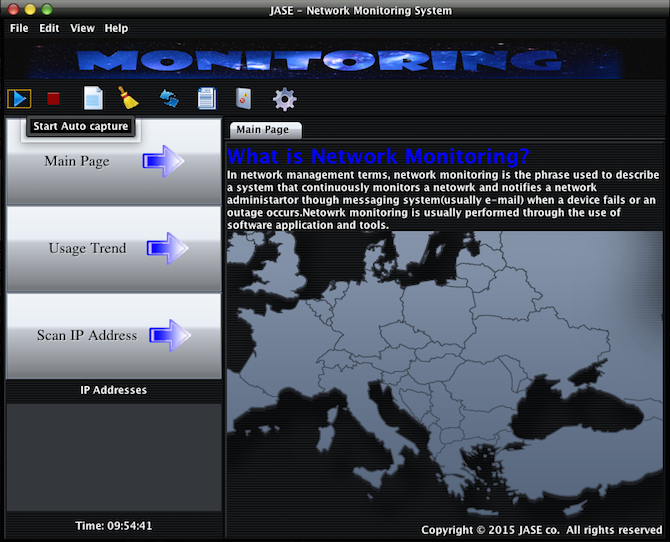 JASE - Network Monitoring System
File Edit View Help
MONITORING
Start Auto capture
Main Page
Usage Trend
Scan IP Address
IP Addresses
Time: 09:54:41
Main Page
What is Network Monitoring?
In network management terms, network monitoring is the phrase used to describe
a system that continuously monitors a netowrk and notifies a network
administartor though messaging system(usually e-mail) when a device fails or an
outage occurs.Netowrk monitoring is usually performed through the use of
software application and tools.
Copyright © 2015 JASE co. All rights reserved